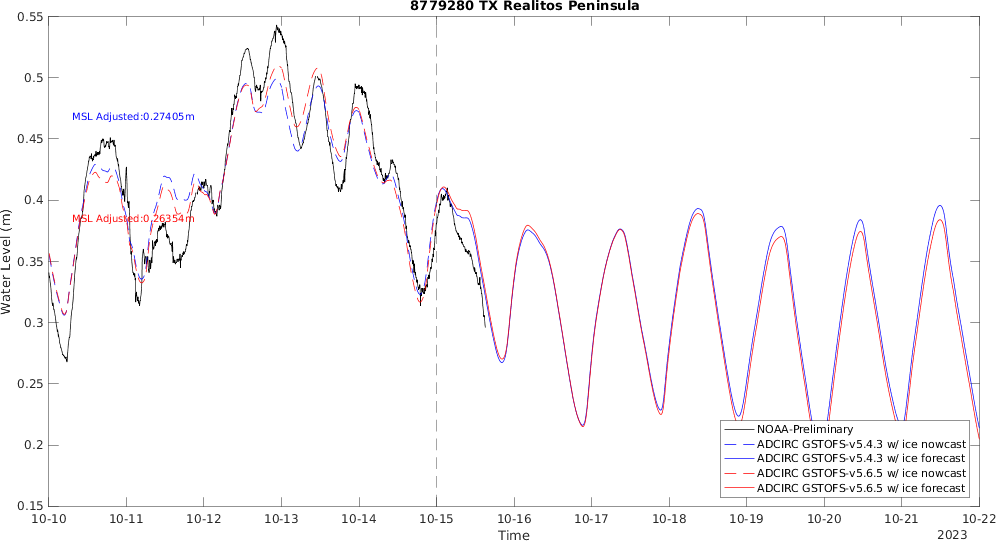 8779280 TX Realitos Peninsula
0.55
0.5
0.45
0.4
0.35
0.3
0.25
0.2
0.15
Water Level (m)
MSL Adjusted:0.27405m
MSL Adjusted:0.26354m
NOAA-Preliminary
ADCIRC GSTOFS-v5.4.3 w/ ice nowcast
ADCIRC GSTOFS-v5.4.3 w/ ice forecast
ADCIRC GSTOFS-v5.6.5 w/ ice nowcast
ADCIRC GSTOFS-v5.6.5 w/ ice forecast
10-10 10-11 10-12 10-13 10-14 10-15 10-16 10-17 10-18 10-19 10-20 10-21 10-22
Time
2023